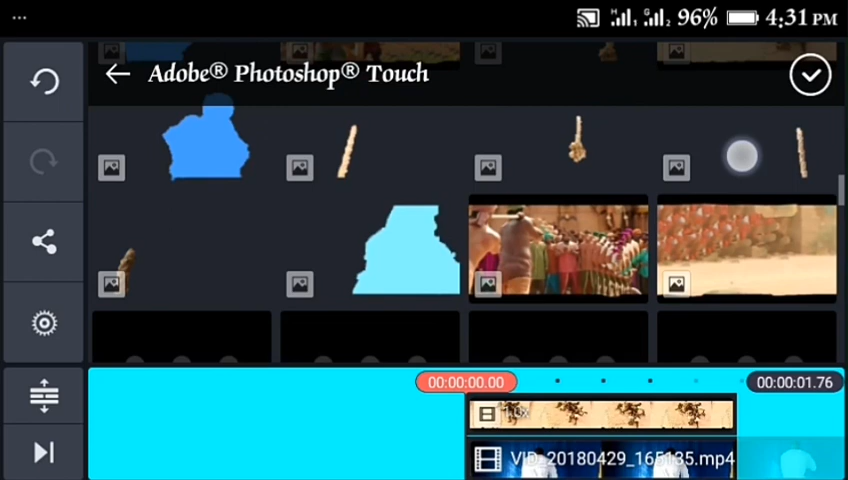 96% 4:31 PM
Adobe® Photoshop® Touch
00:00:00.00
00:00:01.76
VID_20180429_165135.mp4